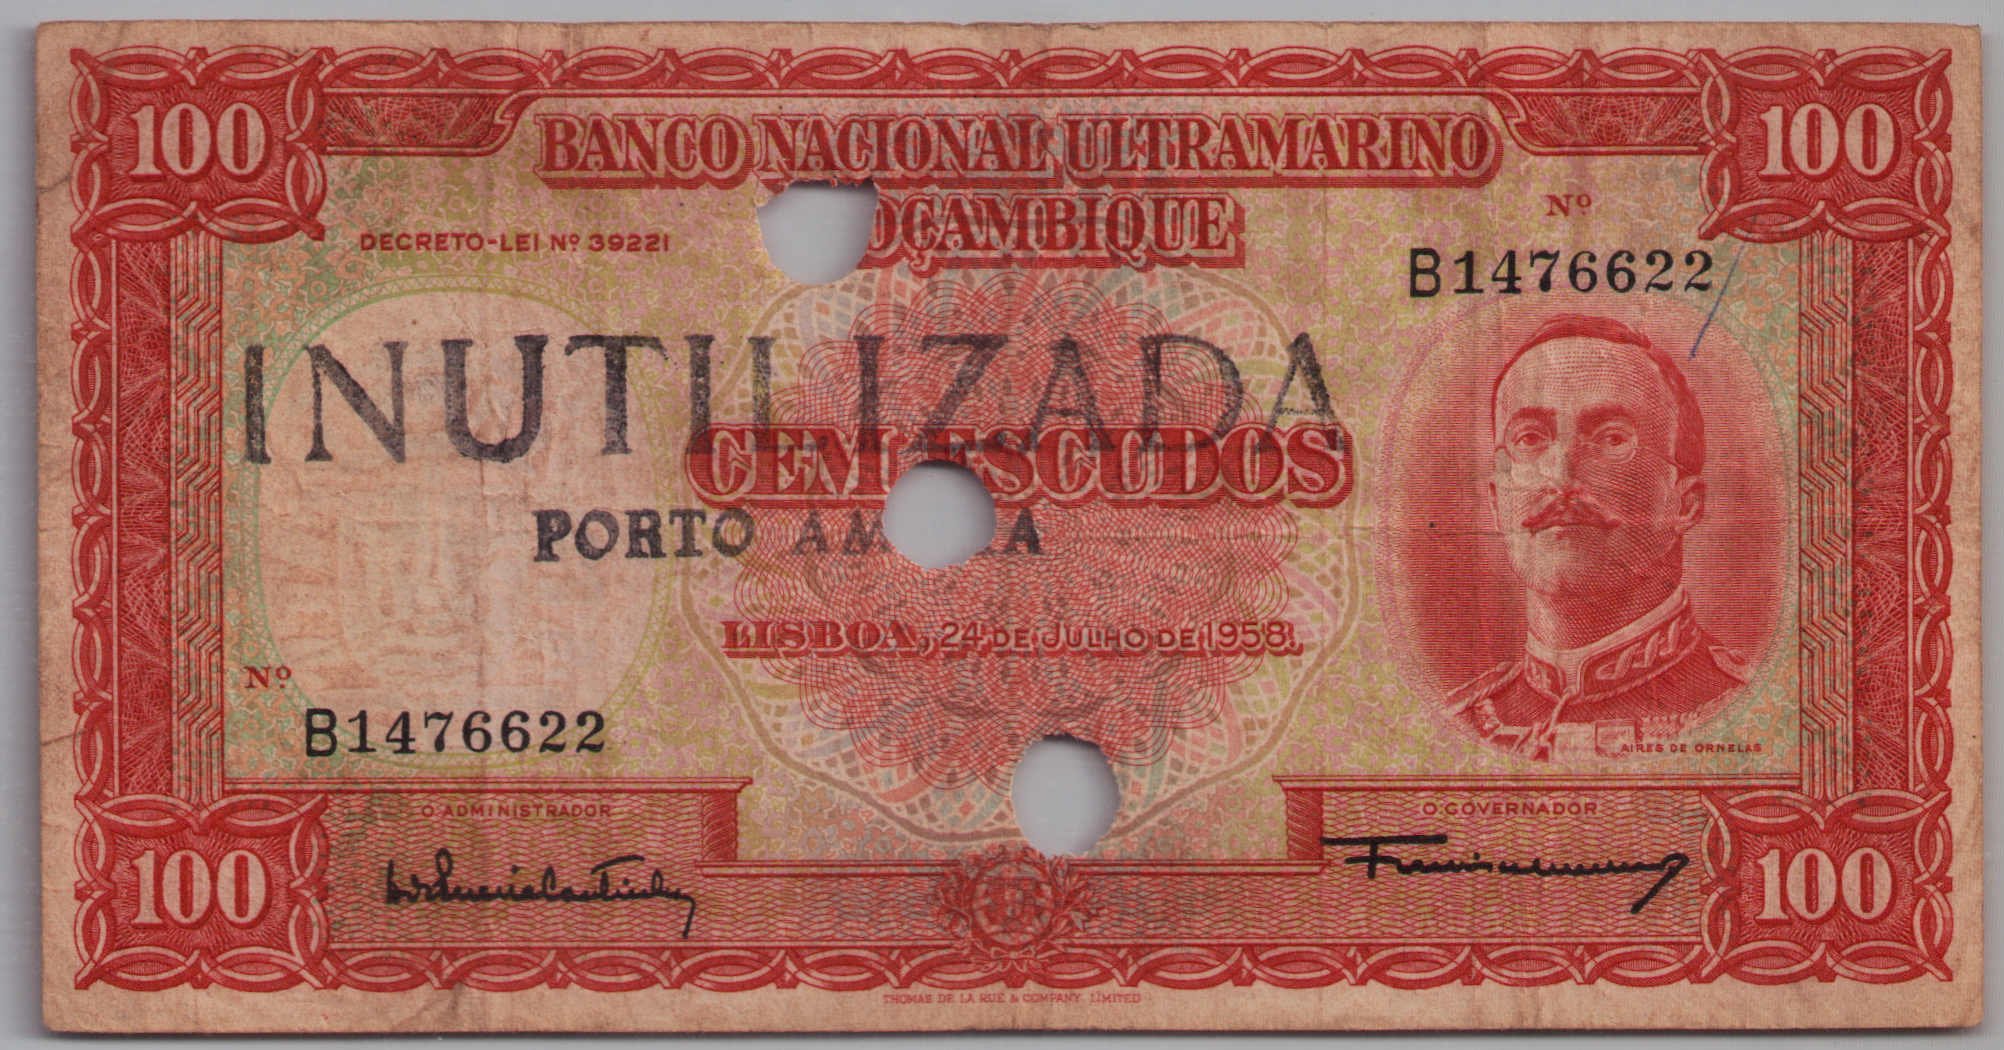 100
100
BANCO NACIONAL ULTRAMARINO
OÇAMBIQUE
DECRETO-LEI Nº 39221
Nº
B1476622
INUTILIZADA
CEM ESCUDOS
PORTO
LISBOA, 24 DE JULHO DE 1958.
Nº
B1476622
AIRES DE ORNELAS
O ADMINISTRADOR
O GOVERNADOR
100
100
THOMAS DE LA RUE & COMPANY, LIMITED